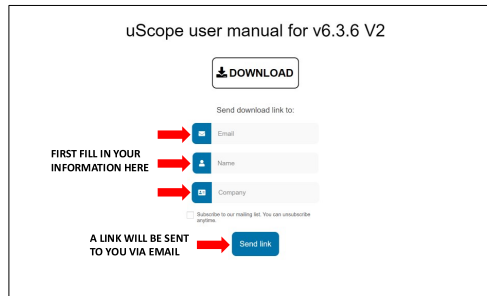 uScope user manual for v6.3.6 V2
DOWNLOAD
Send download link to:
Email
FIRST FILL IN YOUR
INFORMATION HERE
Name
Company
Subscribe to our mailing list. You can unsubscribe
anytime.
A LINK WILL BE SENT
TO YOU VIA EMAIL
Send link